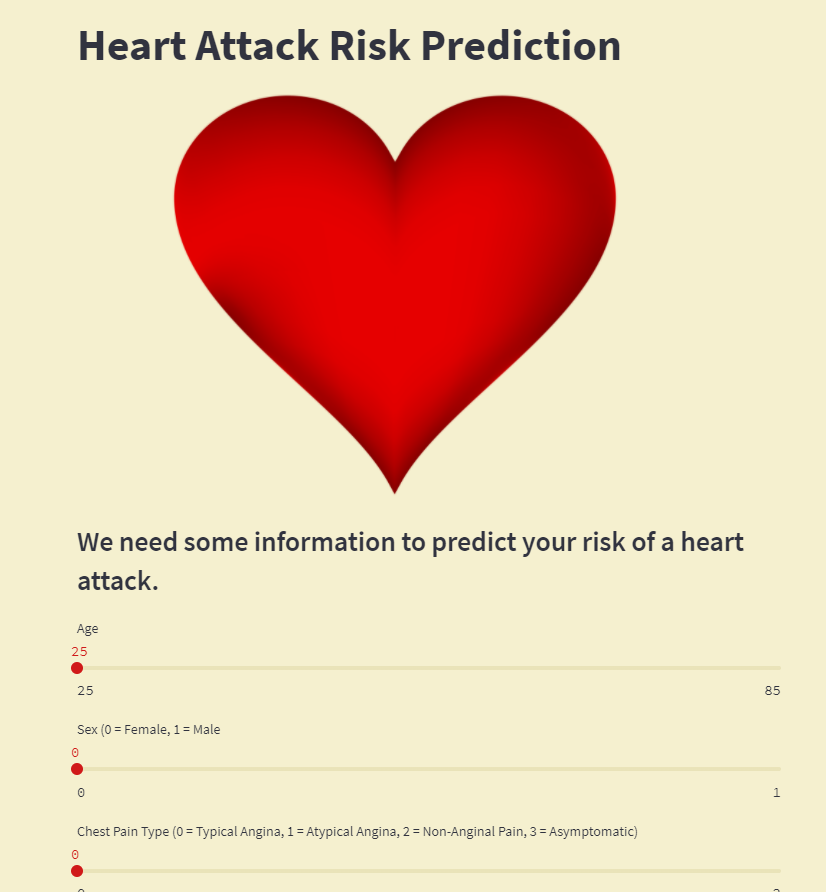 Heart Attack Risk Prediction
We need some information to predict your risk of a heart
attack.
Age
25
25 85
Sex (0 = Female, 1 = Male
0
0 1
Chest Pain Type (0 = Typical Angina, 1 = Atypical Angina, 2 = Non-Anginal Pain, 3 = Asymptomatic)
0